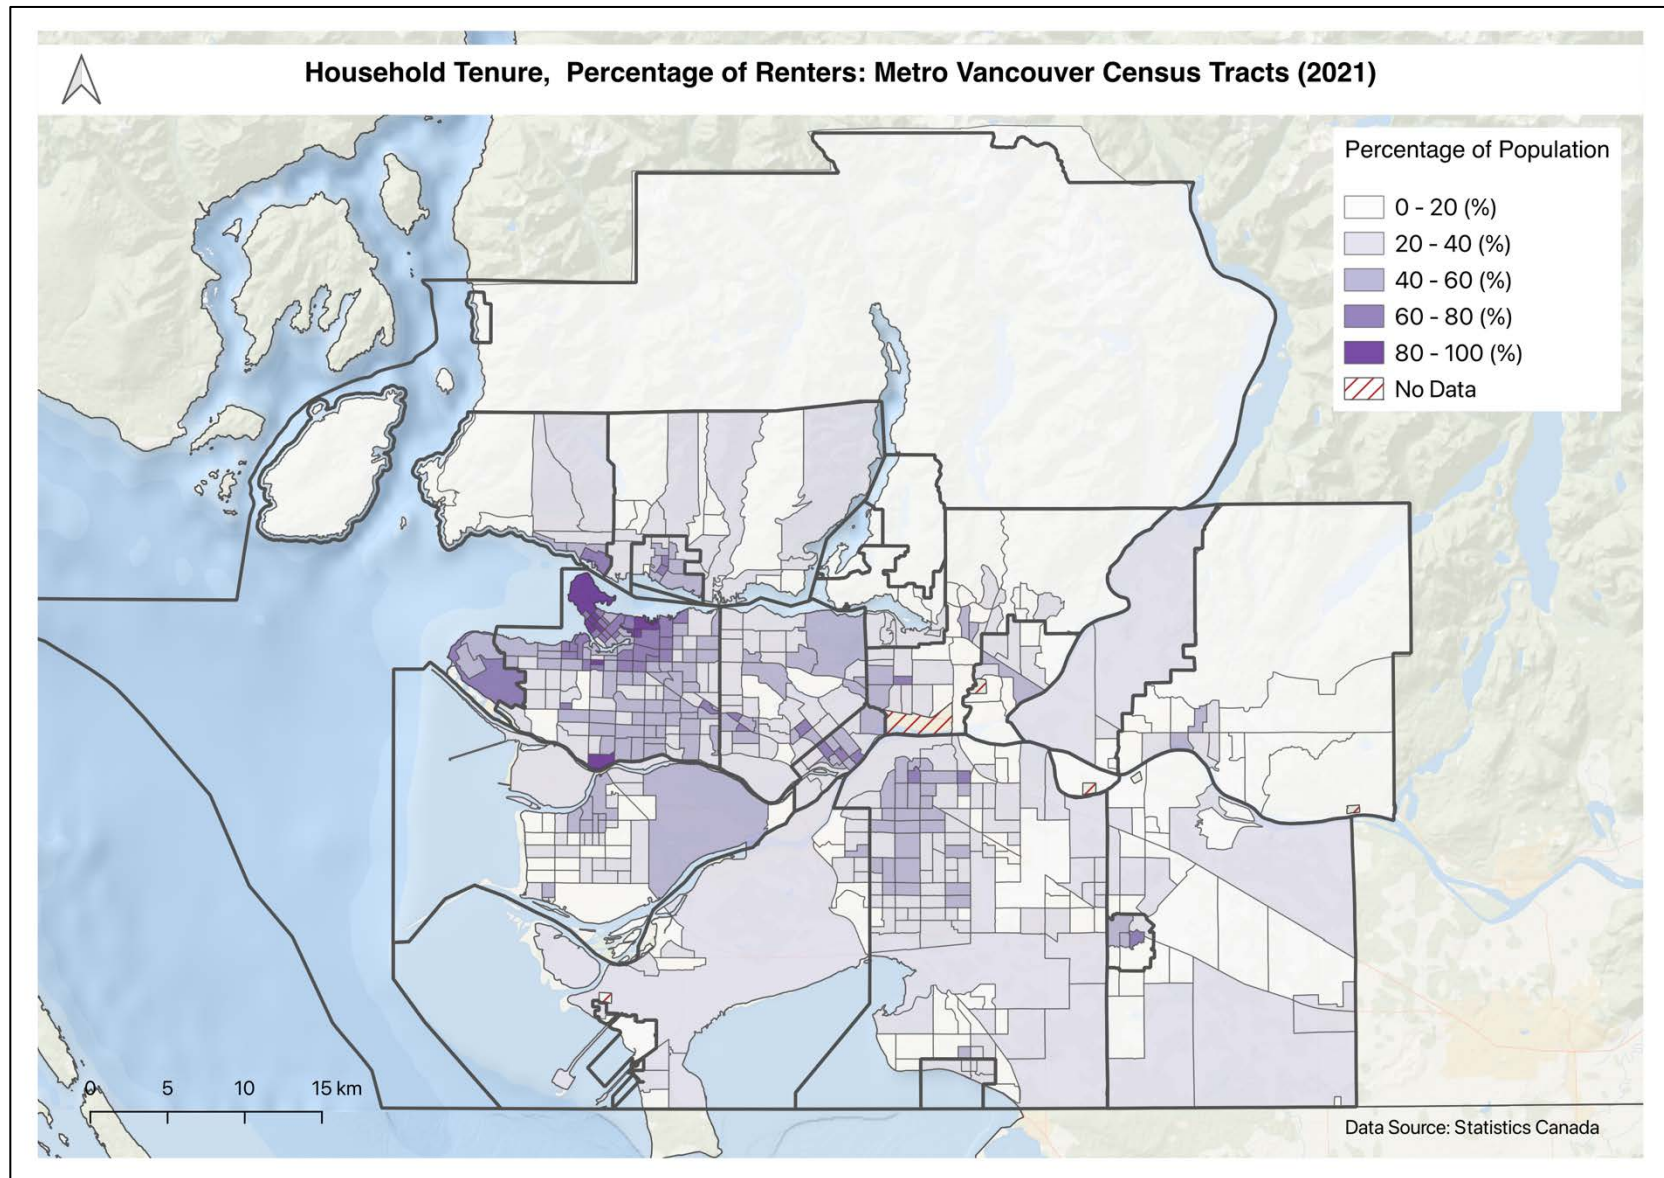 Household Tenure,  Percentage of Renters: Metro Vancouver Census Tracts (2021)
Percentage of Population
0 - 20 (%)
20 - 40 (%)
40 - 60 (%)
60 - 80 (%)
80 - 100 (%)
No Data
0 5 10 15 km
Data Source: Statistics Canada